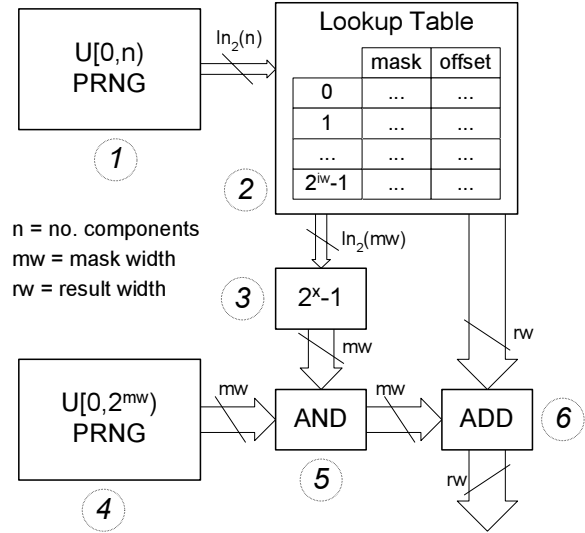 U[0,n)
PRNG
ln₂(n)
1
Lookup Table
mask offset
0 ... ...
1 ... ...
... ... ...
2ⁱʷ-1 ... ...
2
n = no. components
mw = mask width
rw = result width
ln₂(mw)
3
2ˣ-1
mw
rw
U[0,2ᵐʷ)
PRNG
mw
AND
mw
ADD
6
4
5
rw